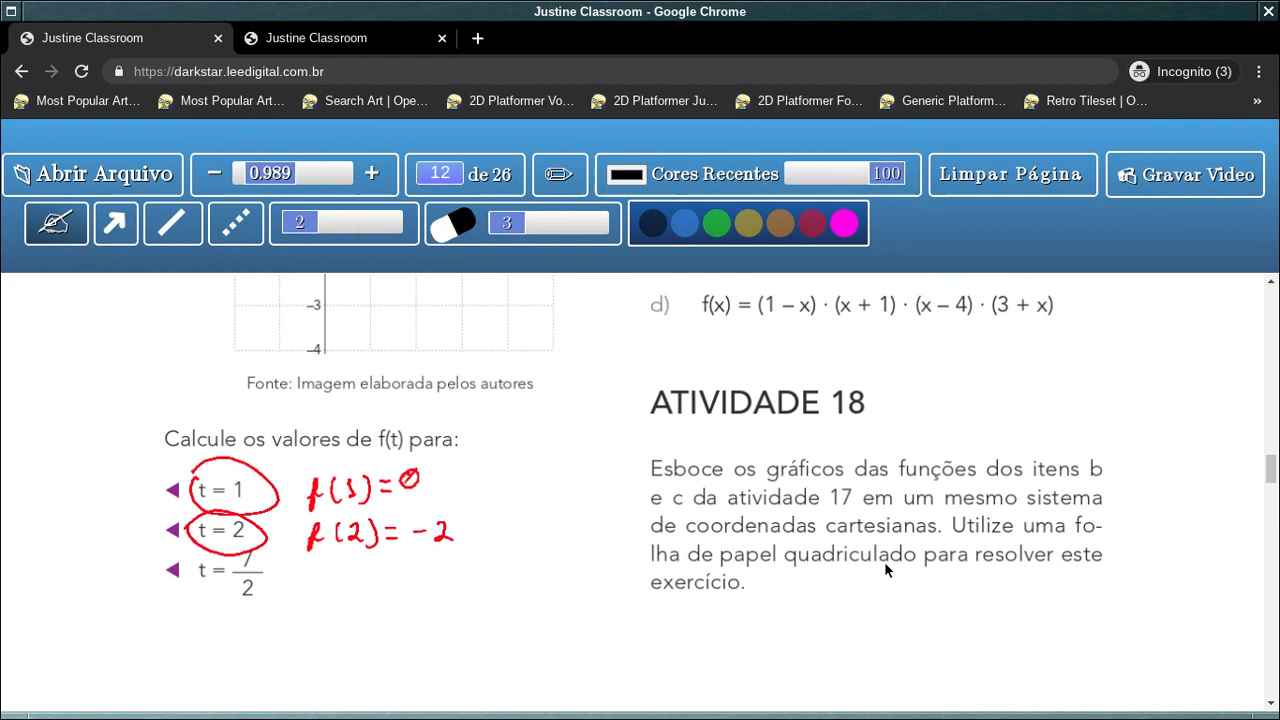 Justine Classroom - Google Chrome
Justine Classroom
Justine Classroom
https://darkstar.leedigital.com.br
Incognito (3)
Most Popular Art...
Most Popular Art...
Search Art | Ope...
2D Platformer Vo...
2D Platformer Ju...
2D Platformer Fo...
Generic Platform...
Retro Tileset | O...
»
Abrir Arquivo
− 0,989 +
12 de 26
Cores Recentes 100
Limpar Página
Gravar Video
2
3
−3
−4
Fonte: Imagem elaborada pelos autores
Calcule os valores de f(t) para:
t = 1 f(1) = 0
t = 2 f(2) = -2
t = 7/2
d) f(x) = (1 – x) · (x + 1) · (x – 4) · (3 + x)
ATIVIDADE 18
Esboce os gráficos das funções dos itens b
e c da atividade 17 em um mesmo sistema
de coordenadas cartesianas. Utilize uma fo-
lha de papel quadriculado para resolver este
exercício.